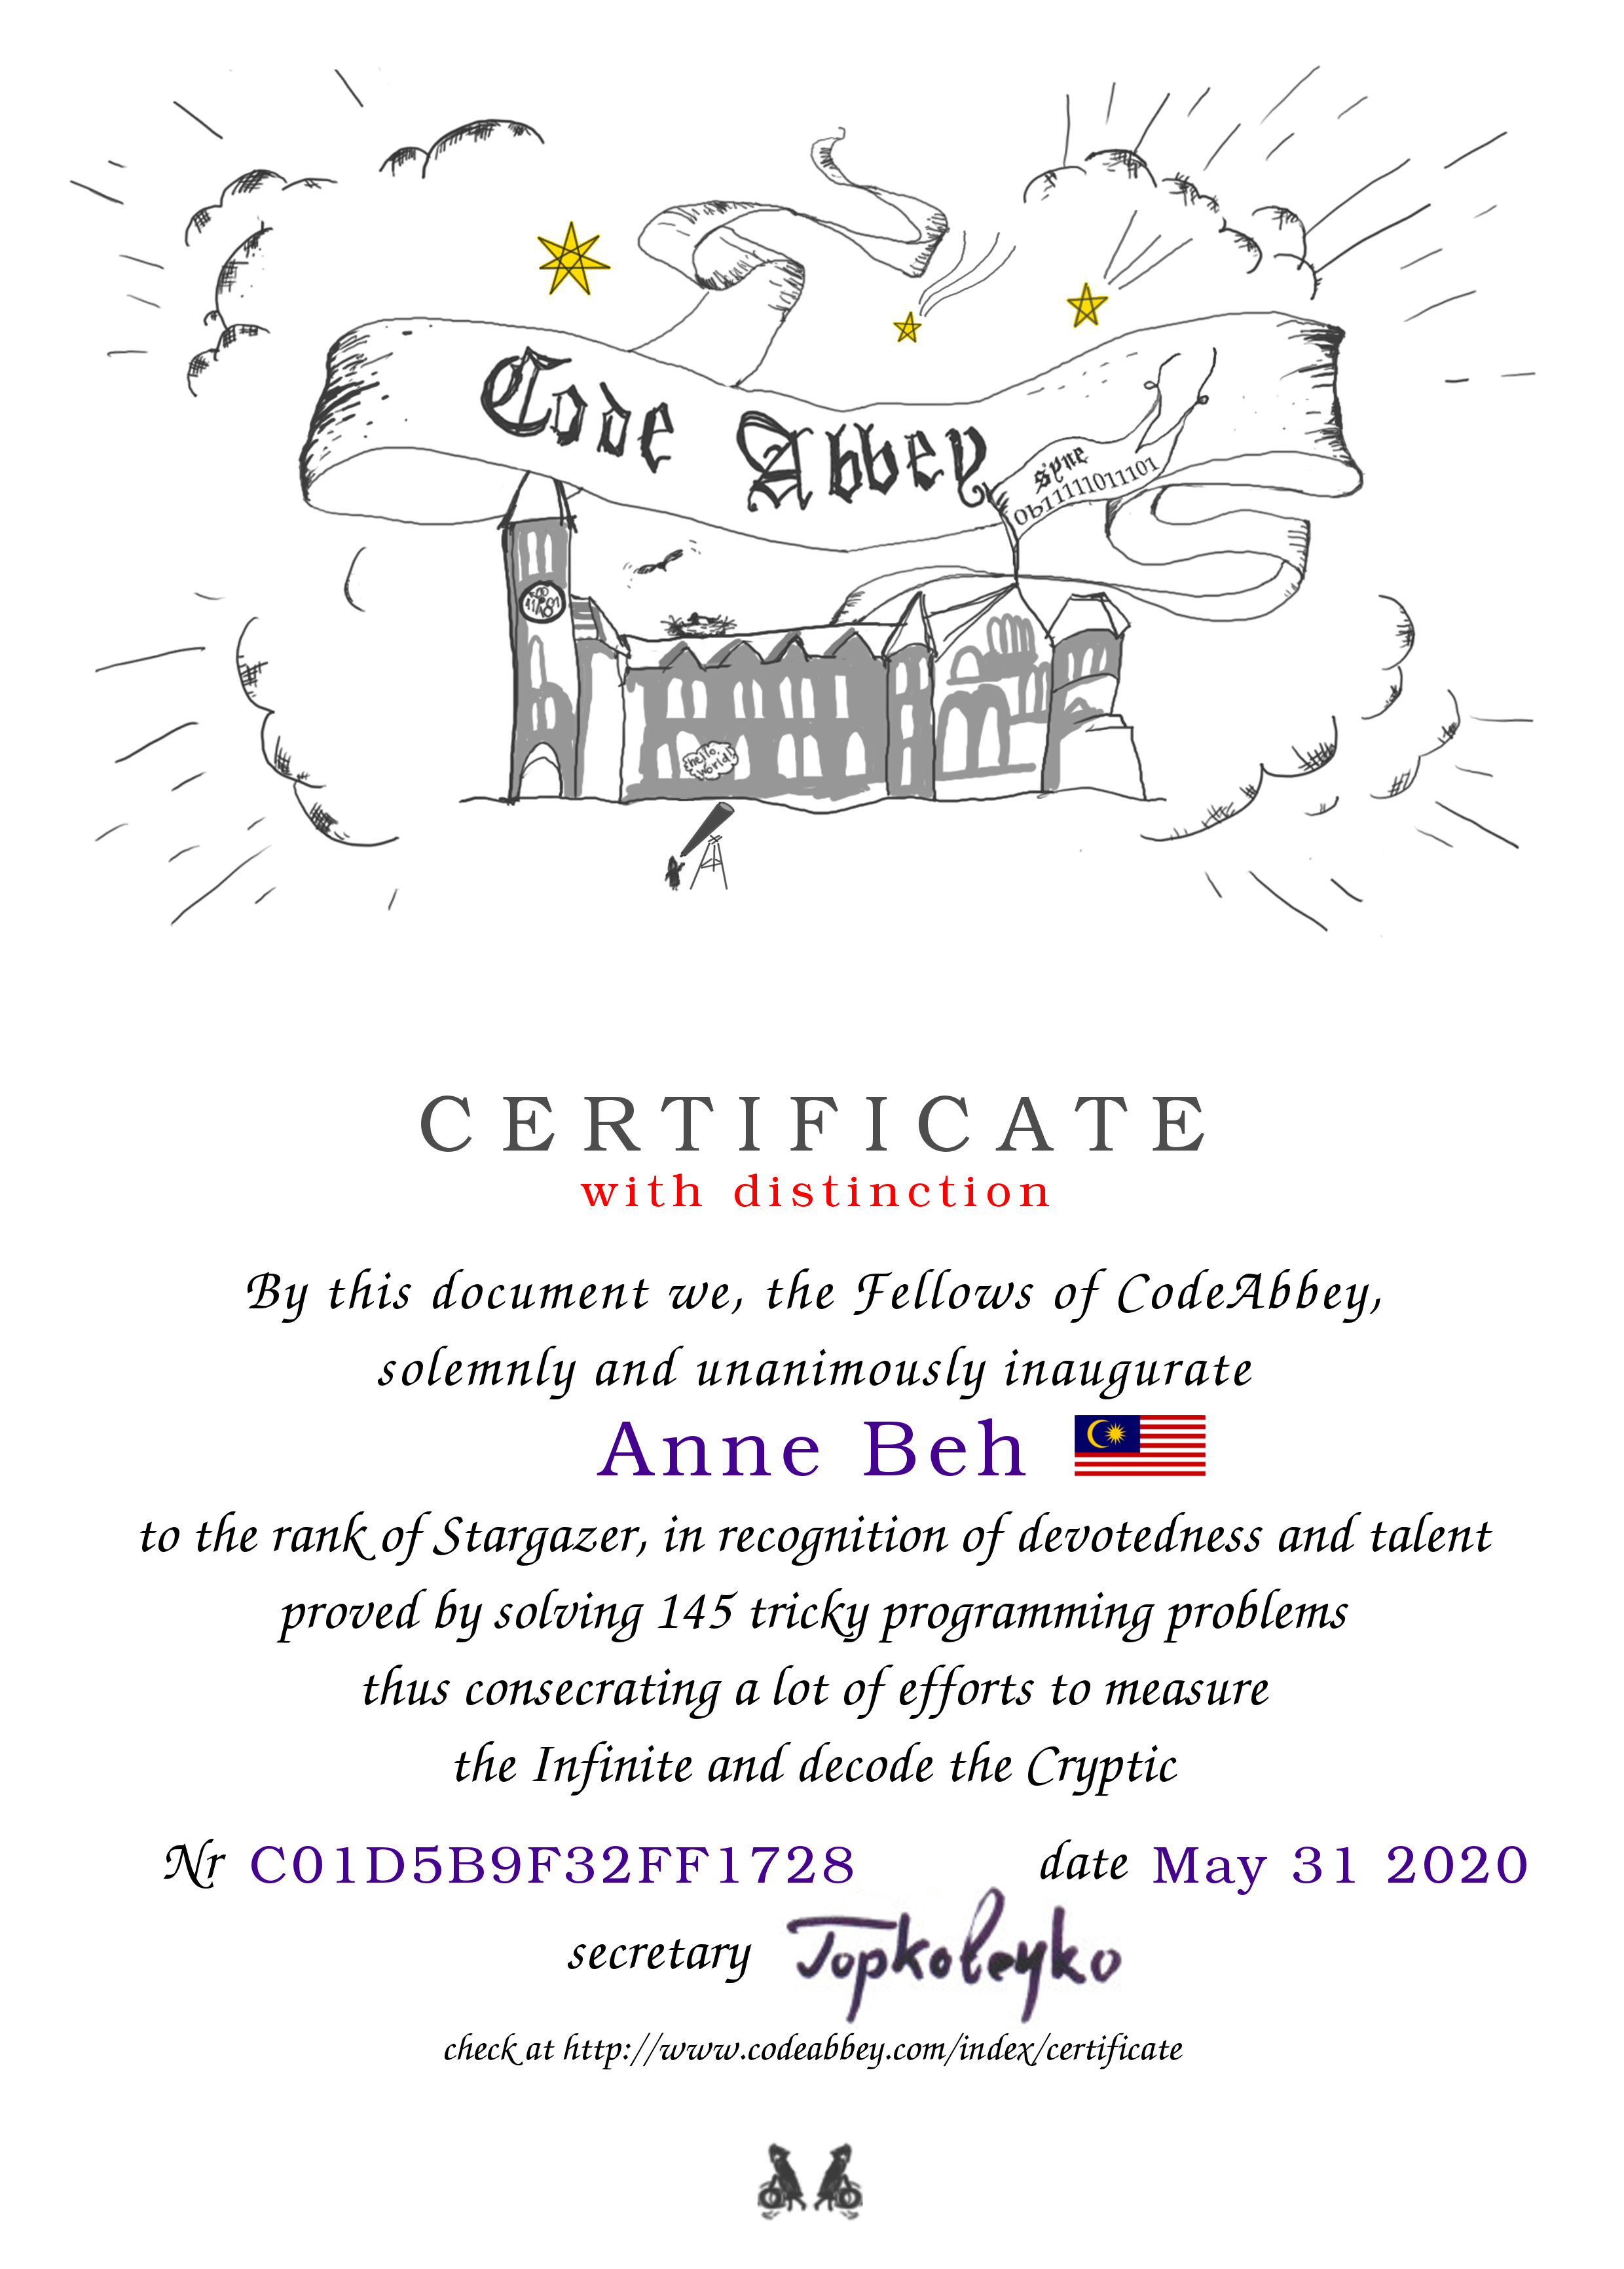 Code Abbey
syne
0b11111011101
hello,
world!
CERTIFICATE
with distinction
By this document we, the Fellows of CodeAbbey,
solemnly and unanimously inaugurate
Anne Beh
to the rank of Stargazer, in recognition of devotedness and talent
proved by solving 145 tricky programming problems
thus consecrating a lot of efforts to measure
the Infinite and decode the Cryptic
Nr C01D5B9F32FF1728 date May 31 2020
secretary Topkoleyko
check at http://www.codeabbey.com/index/certificate